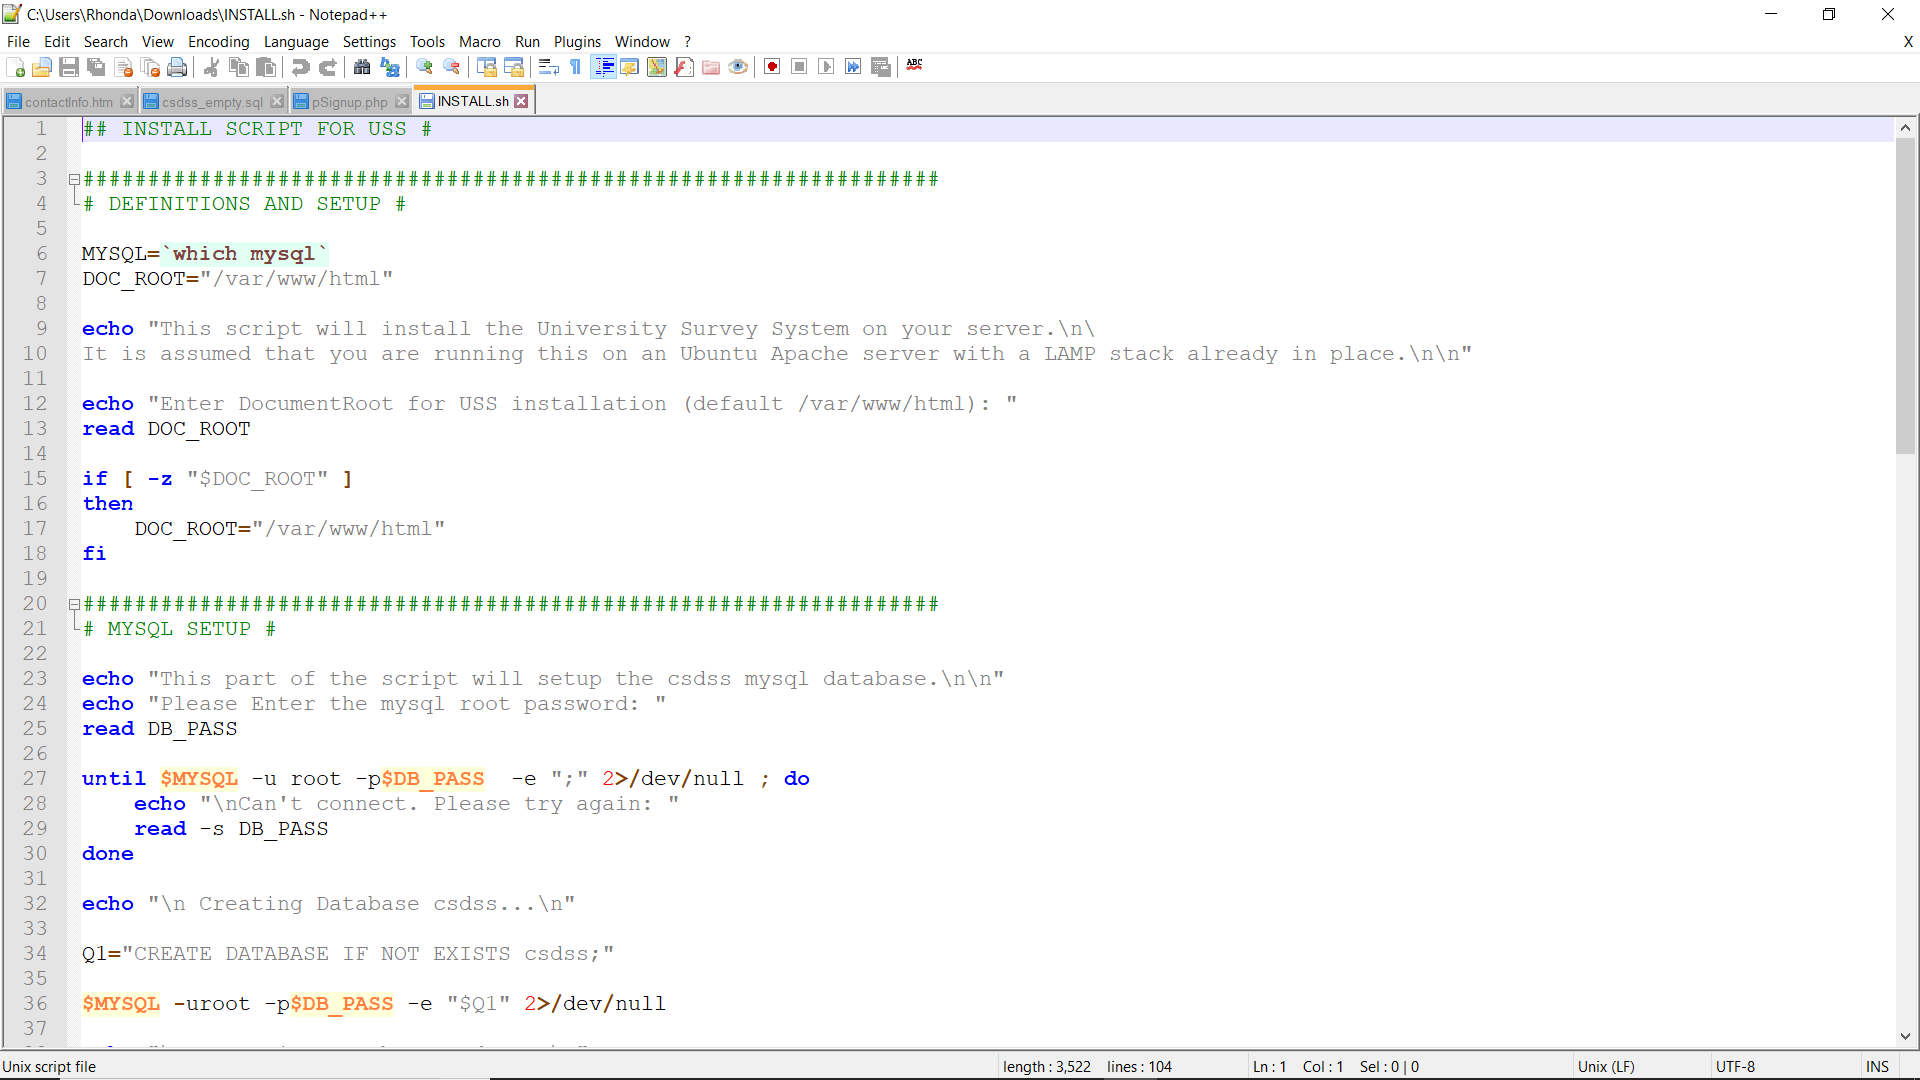 C:\Users\Rhonda\Downloads\INSTALL.sh - Notepad++
File Edit Search View Encoding Language Settings Tools Macro Run Plugins Window ? X
ABC
contactInfo.htm csdss_empty.sql pSignup.php INSTALL.sh
1 ## INSTALL SCRIPT FOR USS #
2
3 ##################################################################
4 # DEFINITIONS AND SETUP #
5
6 MYSQL=`which mysql`
7 DOC_ROOT="/var/www/html"
8
9 echo "This script will install the University Survey System on your server.\n\
10 It is assumed that you are running this on an Ubuntu Apache server with a LAMP stack already in place.\n\n"
11
12 echo "Enter DocumentRoot for USS installation (default /var/www/html): "
13 read DOC_ROOT
14
15 if [ -z "$DOC_ROOT" ]
16 then
17 DOC_ROOT="/var/www/html"
18 fi
19
20 ##################################################################
21 # MYSQL SETUP #
22
23 echo "This part of the script will setup the csdss mysql database.\n\n"
24 echo "Please Enter the mysql root password: "
25 read DB_PASS
26
27 until $MYSQL -u root -p$DB_PASS  -e ";" 2>/dev/null ; do
28 echo "\nCan't connect. Please try again: "
29 read -s DB_PASS
30 done
31
32 echo "\n Creating Database csdss...\n"
33
34 Q1="CREATE DATABASE IF NOT EXISTS csdss;"
35
36 $MYSQL -uroot -p$DB_PASS -e "$Q1" 2>/dev/null
37
Unix script file length : 3,522 lines : 104 Ln : 1 Col : 1 Sel : 0 | 0 Unix (LF) UTF-8 INS